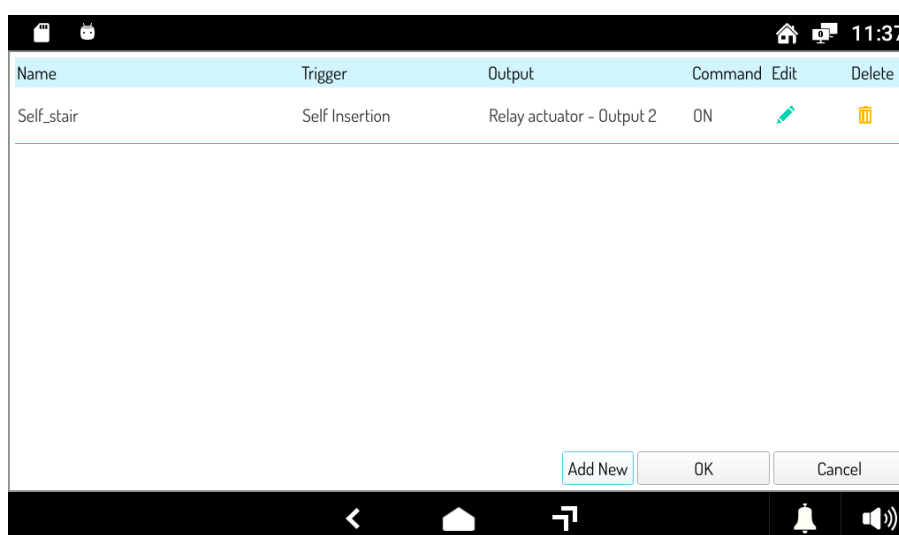 11:37
Name Trigger Output Command Edit Delete
Self_stair Self Insertion Relay actuator - Output 2 ON
Add New OK Cancel